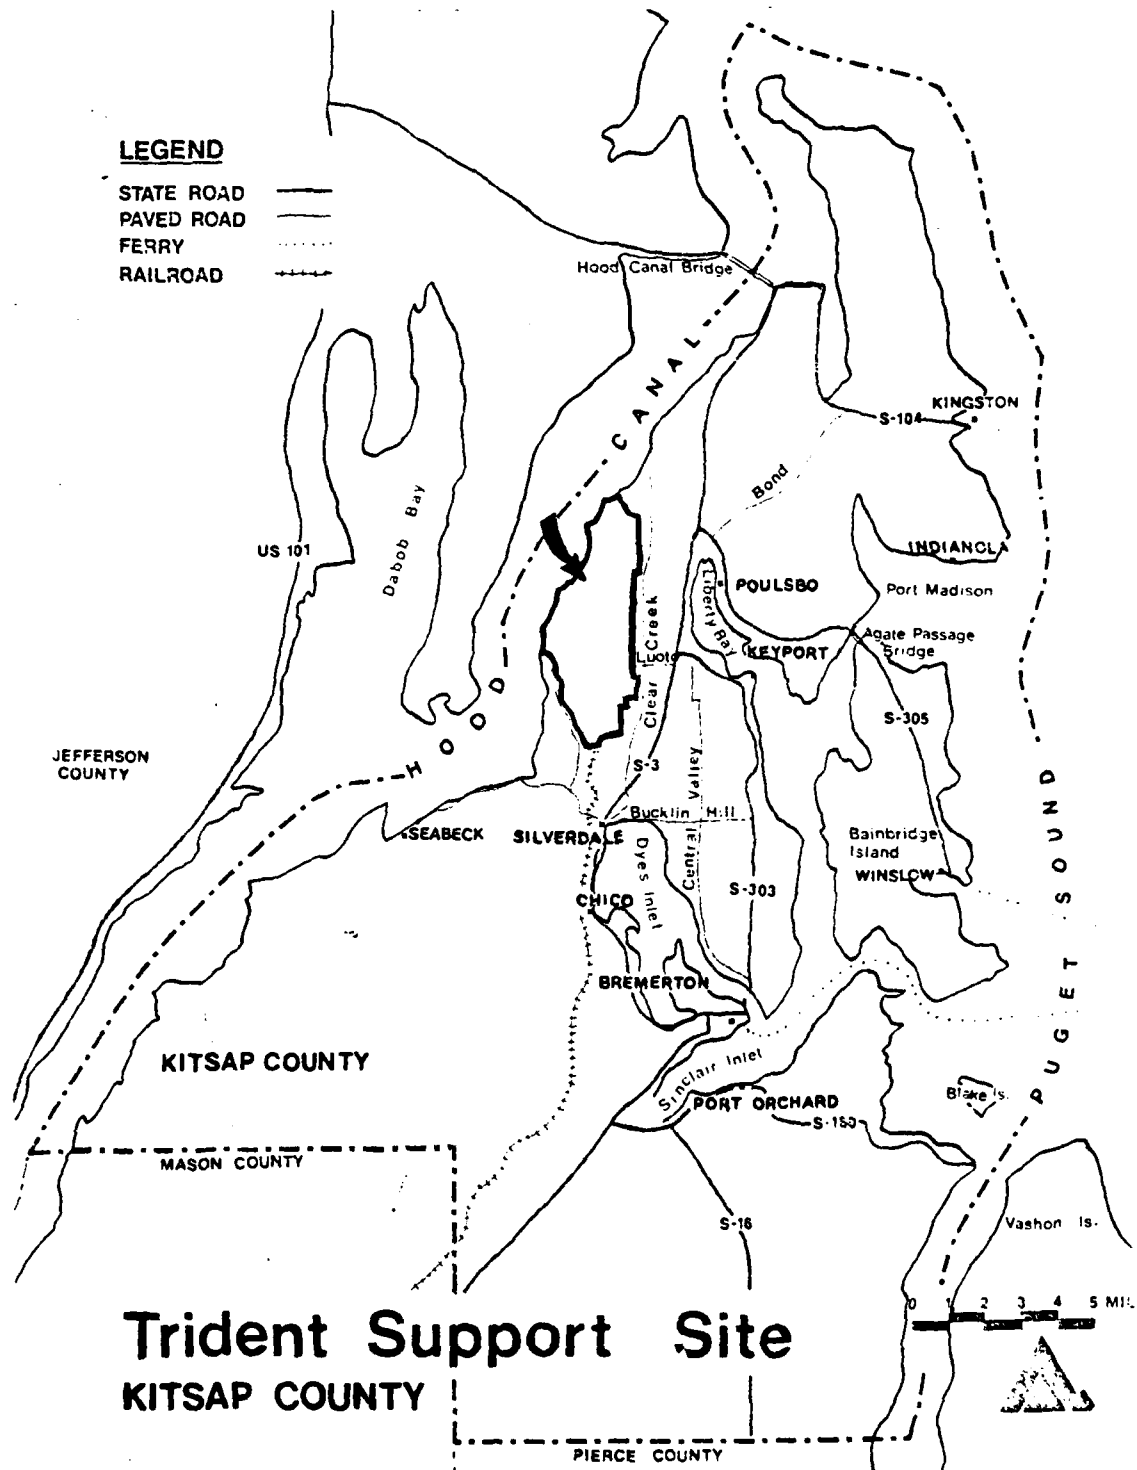 LEGEND
STATE ROAD
PAVED ROAD
FERRY
RAILROAD
Hood Canal Bridge
HOOD CANAL
KINGSTON
S-104
Bond
Dabob Bay
US 101
INDIANOLA
POULSBO
Port Madison
Liberty Bay
Clear Creek
Agate Passage
Bridge
KEYPORT
Luoto
S-305
JEFFERSON
COUNTY
S-3
Central Valley
Bucklin Hill
SEABECK
SILVERDALE
Dyes Inlet
Bainbridge
Island
WINSLOW
S-303
CHICO
PUGET SOUND
BREMERTON
KITSAP COUNTY
Sinclair Inlet
Blake Is.
PORT ORCHARD
S-160
MASON COUNTY
S-16
Vashon Is.
0 1 2 3 4 5 MIL
Trident Support Site
KITSAP COUNTY
PIERCE COUNTY